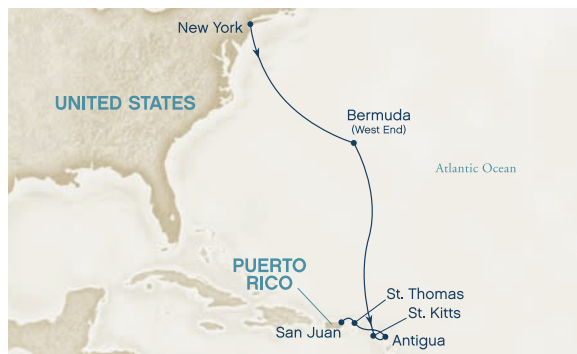 New York
UNITED STATES
Bermuda
(West End)
Atlantic Ocean
PUERTO
RICO
St. Thomas
St. Kitts
San Juan
Antigua